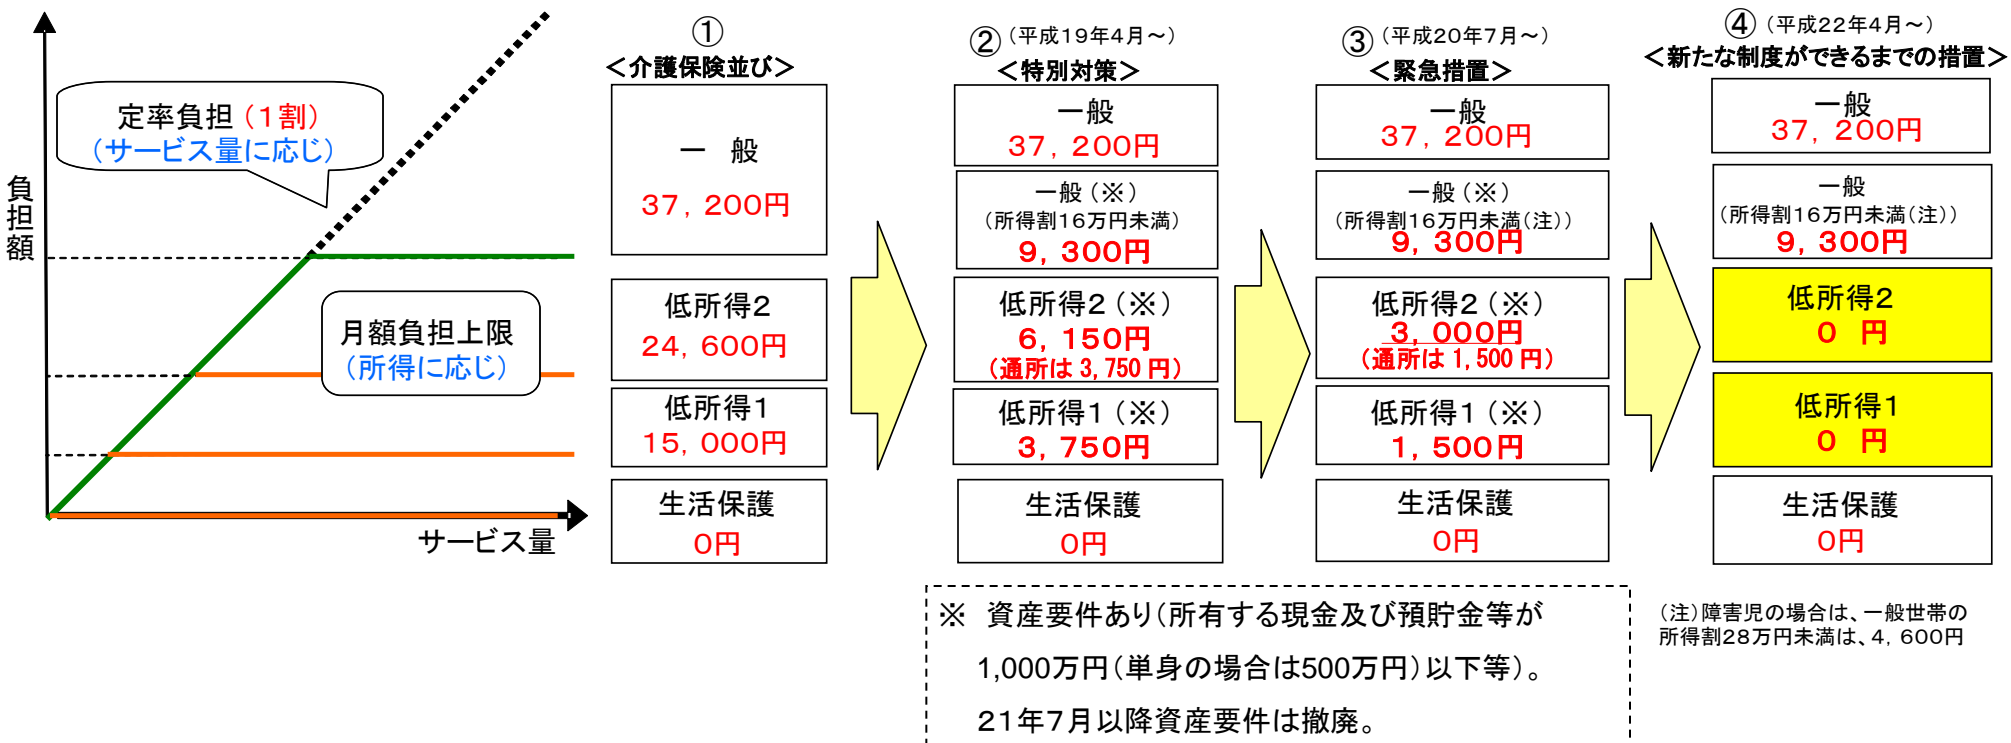 定率負担（１割）
（サービス量に応じ）
負担額
月額負担上限
（所得に応じ）
サービス量
①
＜介護保険並び＞
一　般
37，200円
低所得２
24，600円
低所得１
15，000円
生活保護
０円
②（平成１９年４月～）
＜特別対策＞
一般
37，200円
一般（※）
（所得割16万円未満）
９，３００円
低所得２（※）
６，１５０円
（通所は 3,750 円）
低所得１（※）
３，７５０円
生活保護
０円
③（平成２０年７月～）
＜緊急措置＞
一般
37，200円
一般（※）
（所得割16万円未満（注））
９，３００円
低所得２（※）
３，０００円
（通所は 1,500 円）
低所得１（※）
１，５００円
生活保護
０円
④（平成２２年４月～）
＜新たな制度ができるまでの措置＞
一般
37，200円
一般
（所得割16万円未満（注））
９，３００円
低所得２
０　円
低所得１
０　円
生活保護
０円
※　資産要件あり（所有する現金及び預貯金等が
1,000万円（単身の場合は500万円）以下等）。
２１年７月以降資産要件は撤廃。
（注）障害児の場合は、一般世帯の
所得割28万円未満は、４，６００円